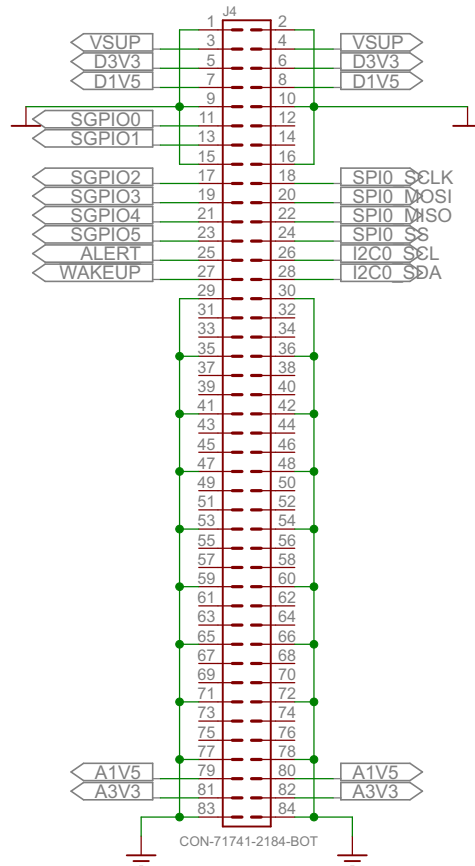 J4
1 2
VSUP 3 4 VSUP
D3V3 5 6 D3V3
D1V5 7 8 D1V5
9 10
SGPIO0 11 12
SGPIO1 13 14
15 16
SGPIO2 17 18 SPI0_SCLK
SGPIO3 19 20 SPI0_MOSI
SGPIO4 21 22 SPI0_MISO
SGPIO5 23 24 SPI0_SS
ALERT 25 26 I2C0_SCL
WAKEUP 27 28 I2C0_SDA
29 30
31 32
33 34
35 36
37 38
39 40
41 42
43 44
45 46
47 48
49 50
51 52
53 54
55 56
57 58
59 60
61 62
63 64
65 66
67 68
69 70
71 72
73 74
75 76
77 78
A1V5 79 80 A1V5
A3V3 81 82 A3V3
83 84
CON-71741-2184-BOT